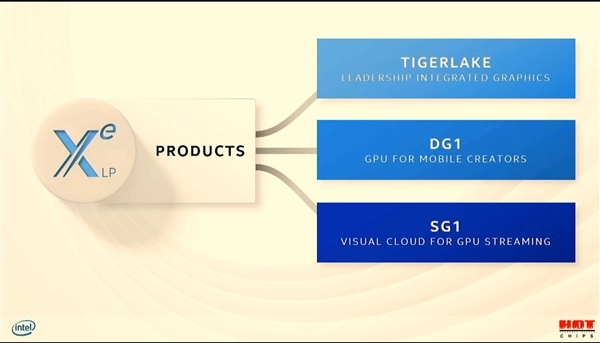 Xe
LP
PRODUCTS
TIGERLAKE
LEADERSHIP INTEGRATED GRAPHICS
DG1
GPU FOR MOBILE CREATORS
SG1
VISUAL CLOUD FOR GPU STREAMING
intel
HOT
CHIPS